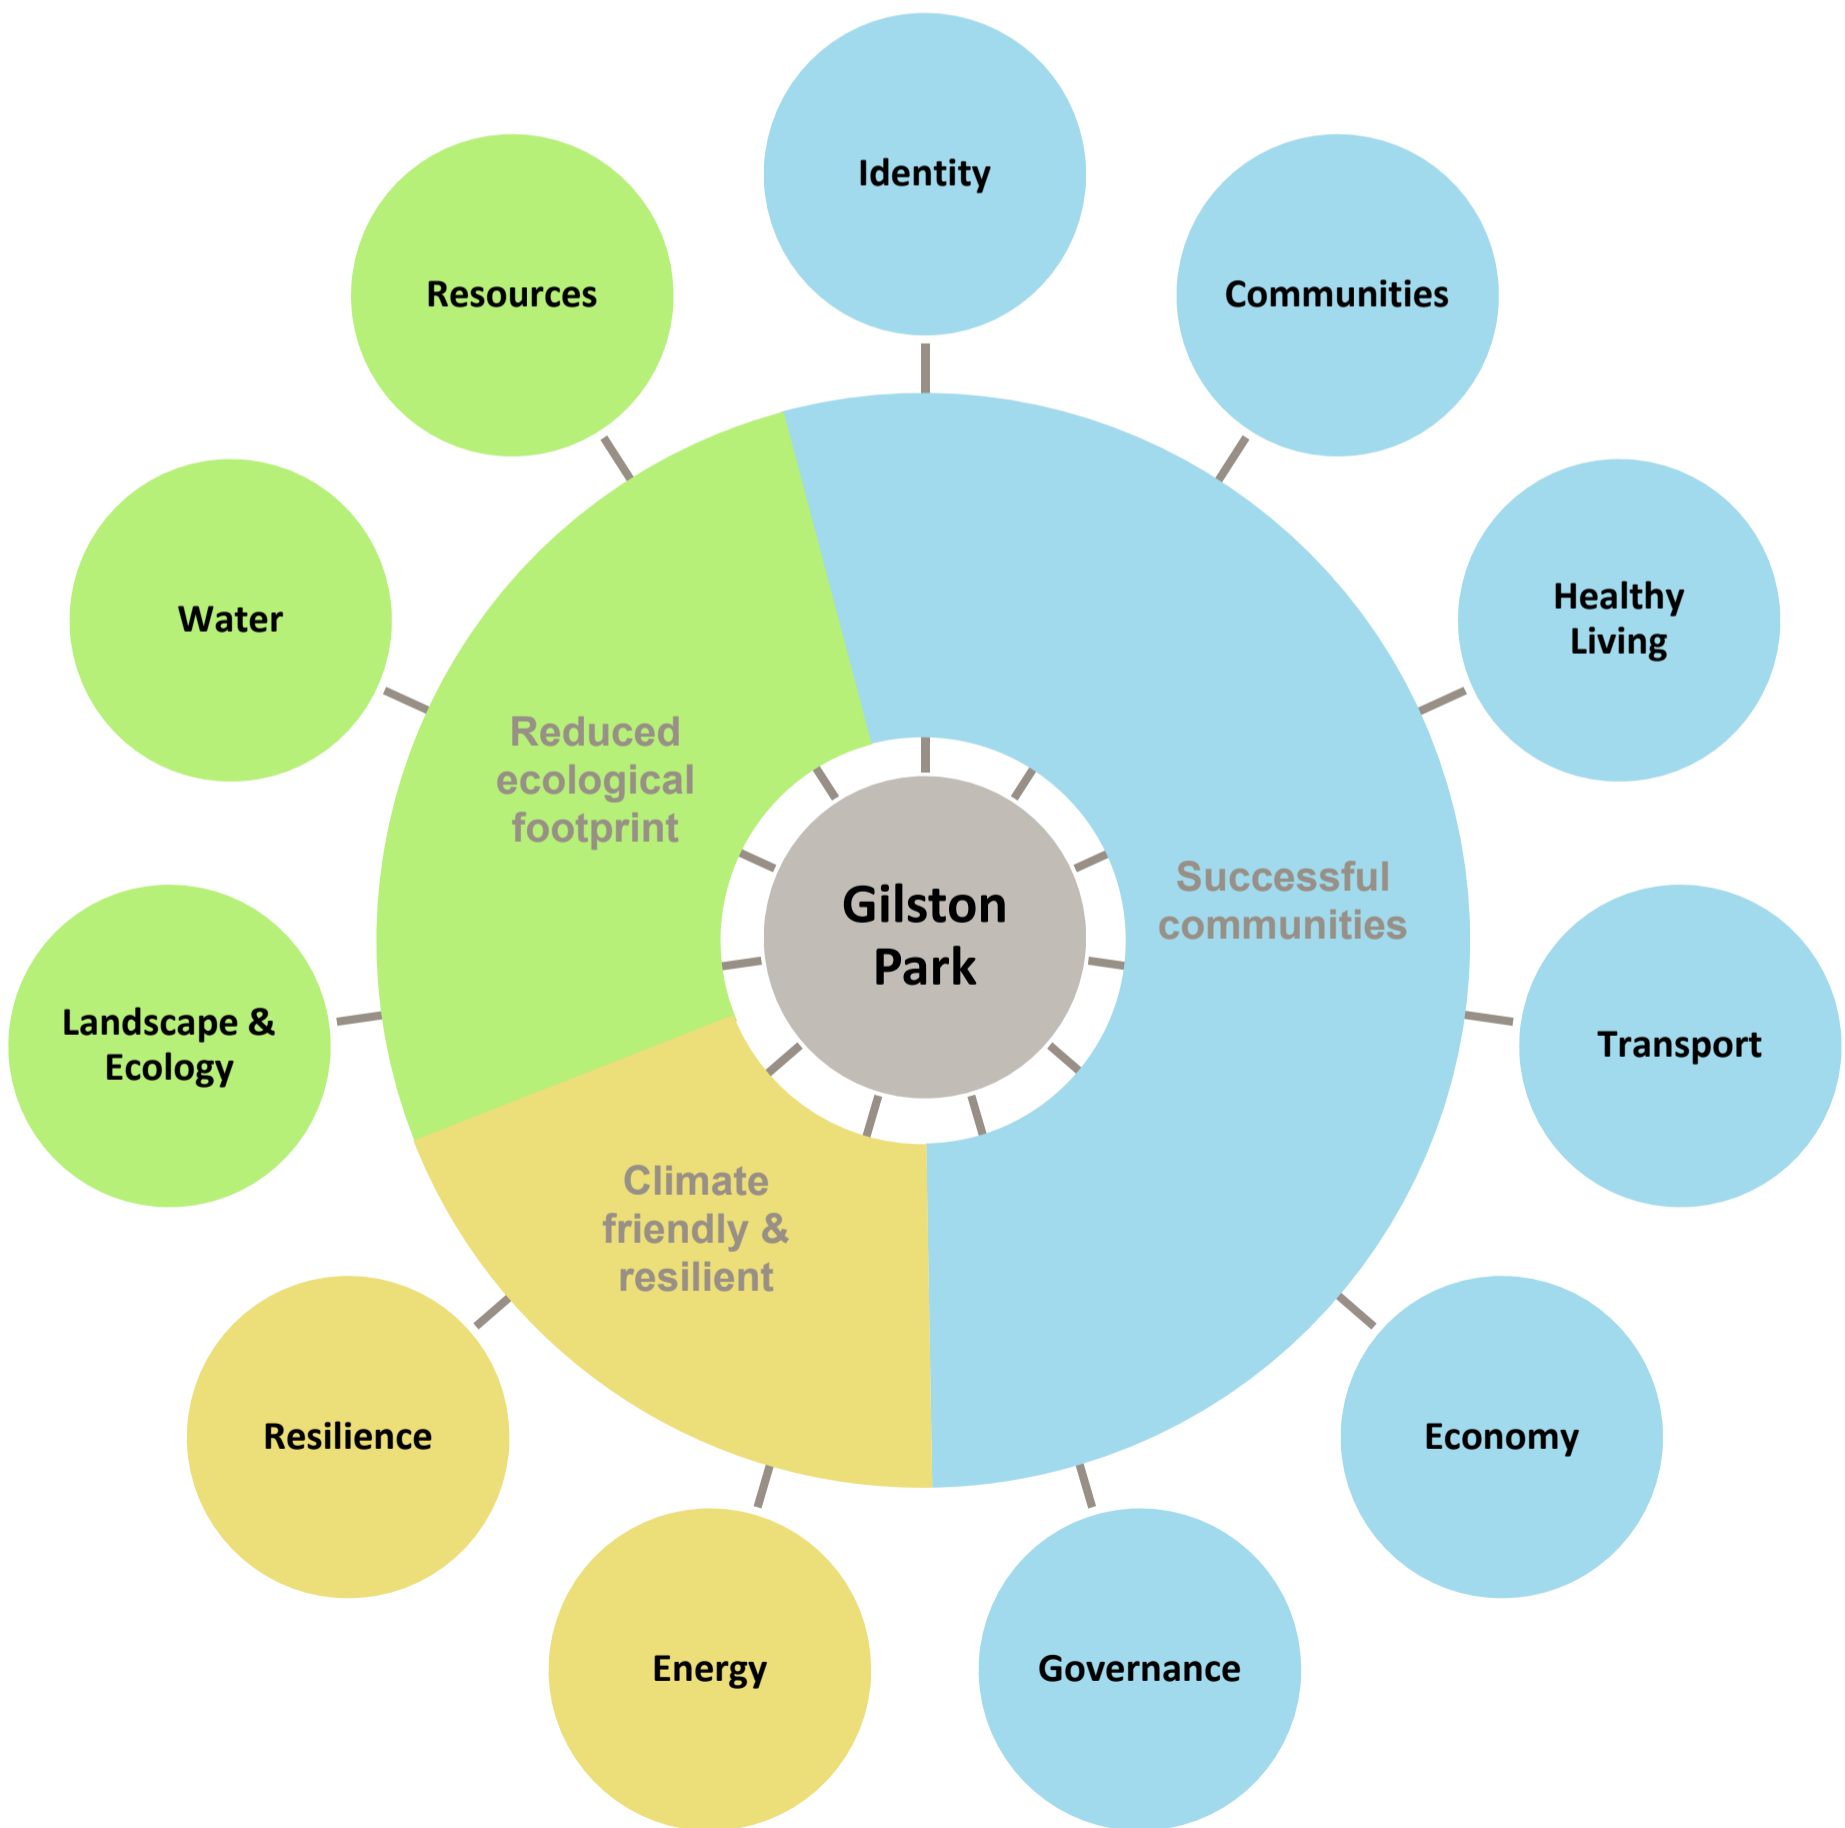 Identity
Resources
Communities
Healthy
Living
Water
Reduced
ecological
footprint
Successful
communities
Gilston
Park
Landscape &
Ecology
Transport
Climate
friendly &
resilient
Resilience
Economy
Energy
Governance